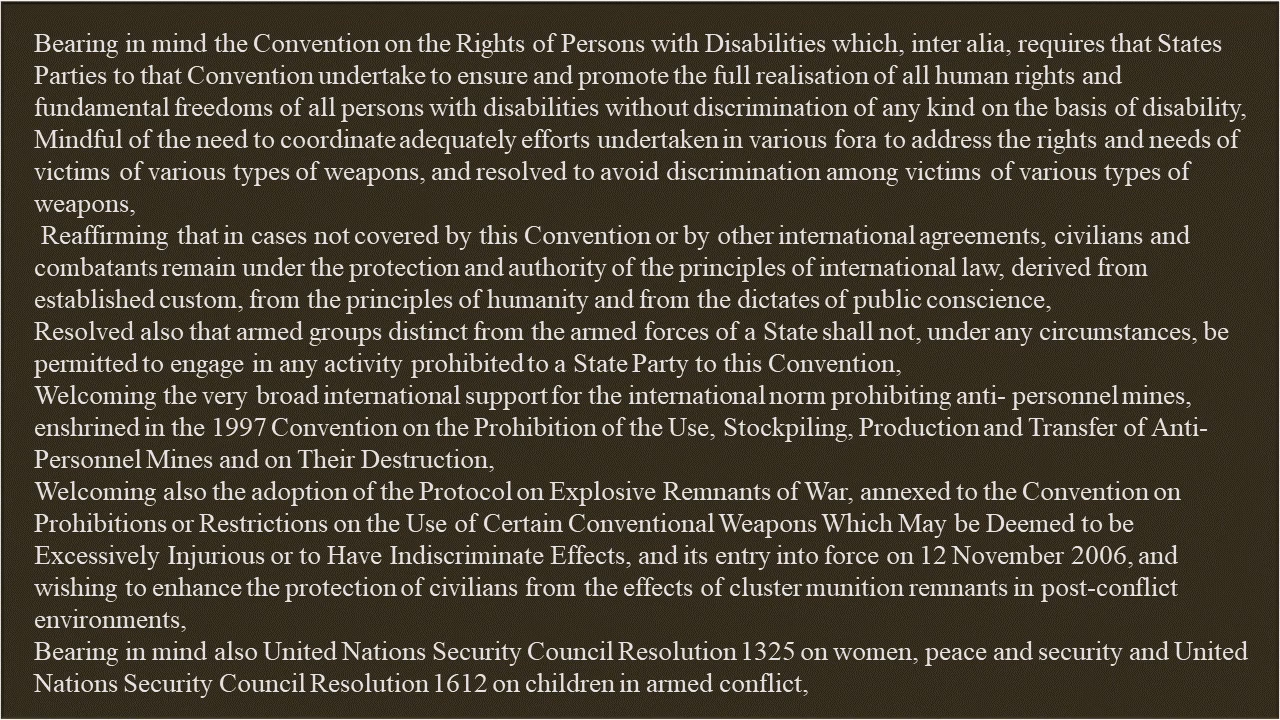 Bearing in mind the Convention on the Rights of Persons with Disabilities which, inter alia, requires that States
Parties to that Convention undertake to ensure and promote the full realisation of all human rights and
fundamental freedoms of all persons with disabilities without discrimination of any kind on the basis of disability,
Mindful of the need to coordinate adequately efforts undertaken in various fora to address the rights and needs of
victims of various types of weapons, and resolved to avoid discrimination among victims of various types of
weapons,
Reaffirming that in cases not covered by this Convention or by other international agreements, civilians and
combatants remain under the protection and authority of the principles of international law, derived from
established custom, from the principles of humanity and from the dictates of public conscience,
Resolved also that armed groups distinct from the armed forces of a State shall not, under any circumstances, be
permitted to engage in any activity prohibited to a State Party to this Convention,
Welcoming the very broad international support for the international norm prohibiting anti- personnel mines,
enshrined in the 1997 Convention on the Prohibition of the Use, Stockpiling, Production and Transfer of Anti-
Personnel Mines and on Their Destruction,
Welcoming also the adoption of the Protocol on Explosive Remnants of War, annexed to the Convention on
Prohibitions or Restrictions on the Use of Certain Conventional Weapons Which May be Deemed to be
Excessively Injurious or to Have Indiscriminate Effects, and its entry into force on 12 November 2006, and
wishing to enhance the protection of civilians from the effects of cluster munition remnants in post-conflict
environments,
Bearing in mind also United Nations Security Council Resolution 1325 on women, peace and security and United
Nations Security Council Resolution 1612 on children in armed conflict,